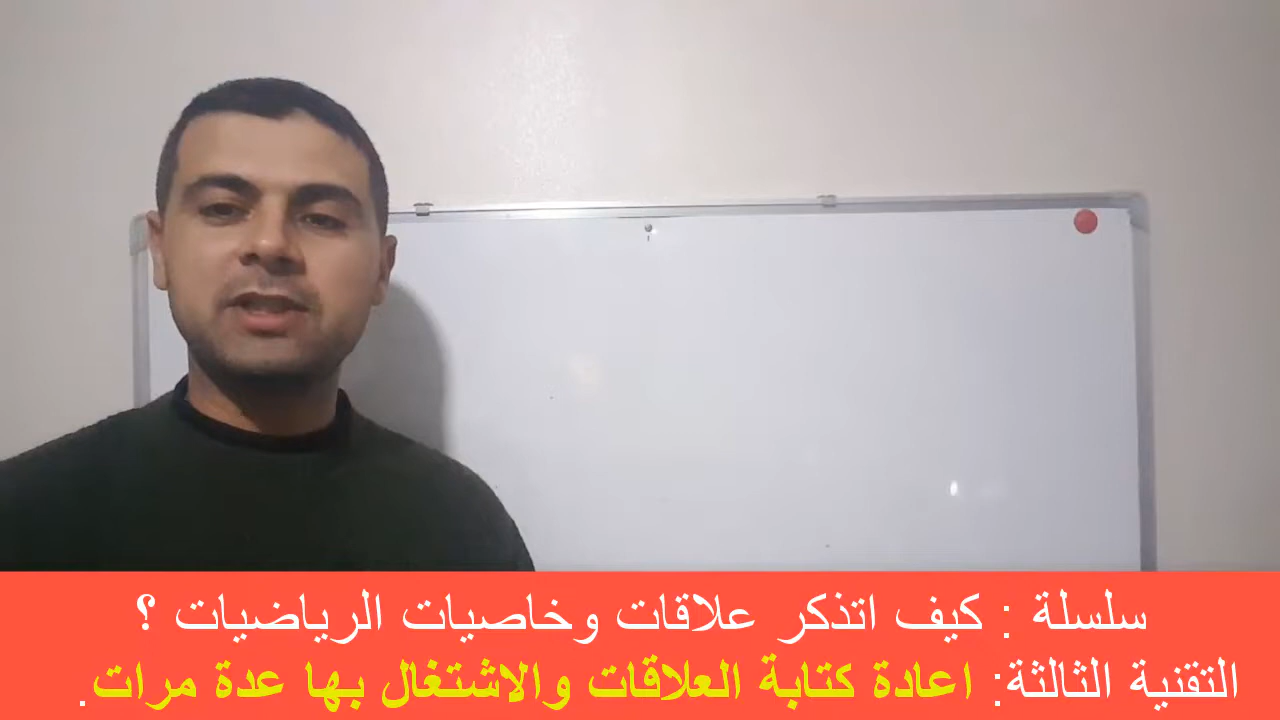 سلسلة : كيف اتذكر علاقات وخاصيات الرياضيات ؟
التقنية الثالثة: اعادة كتابة العلاقات والاشتغال بها عدة مرات.